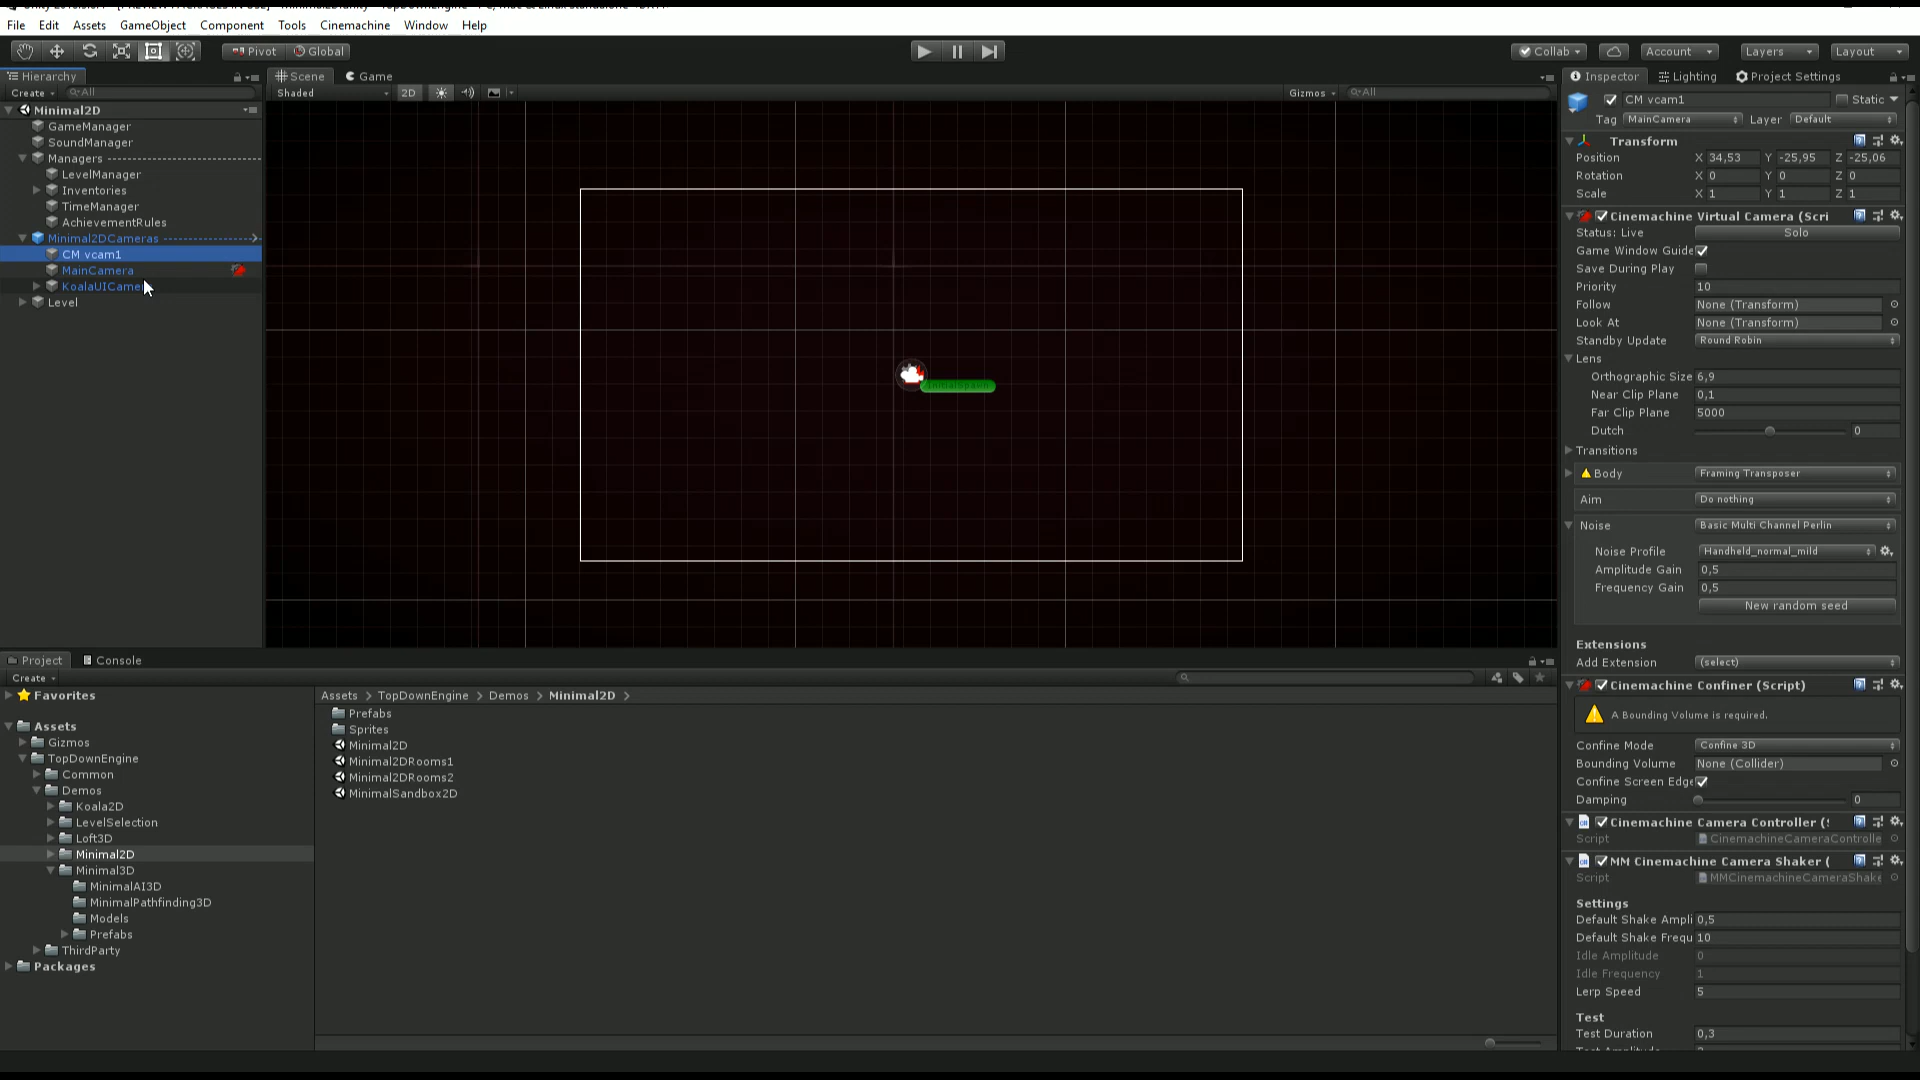 File Edit Assets GameObject Component Tools Cinemachine Window Help
Pivot Global Collab Account Layers Layout
Hierarchy
Create All
Minimal2D
GameManager
SoundManager
Managers
LevelManager
Inventories
TimeManager
AchievementRules
Minimal2DCameras
CM vcam1
MainCamera
KoalaUICamer
Level
Scene Game
Shaded 2D Gizmos All
InitialSpawn
Inspector Lighting Project Settings
CM vcam1 Static
Tag MainCamera Layer Default
Transform
Position X 34,53 Y -25,95 Z -25,06
Rotation X 0 Y 0 Z 0
Scale X 1 Y 1 Z 1
Cinemachine Virtual Camera (Scri
Status: Live Solo
Game Window Guide
Save During Play
Priority 10
Follow None (Transform)
Look At None (Transform)
Standby Update Round Robin
Lens
Orthographic Size 6,9
Near Clip Plane 0,1
Far Clip Plane 5000
Dutch 0
Transitions
Body Framing Transposer
Aim Do nothing
Noise Basic Multi Channel Perlin
Noise Profile Handheld_normal_mild
Amplitude Gain 0,5
Frequency Gain 0,5
New random seed
Extensions
Add Extension (select)
Cinemachine Confiner (Script)
A Bounding Volume is required.
Confine Mode Confine 3D
Bounding Volume None (Collider)
Confine Screen Edge
Damping 0
Cinemachine Camera Controller (
Script CinemachineCameraControlle
MM Cinemachine Camera Shaker (
Script MMCinemachineCameraShake
Settings
Default Shake Ampli 0,5
Default Shake Frequ 10
Idle Amplitude 0
Idle Frequency 1
Lerp Speed 5
Test
Test Duration 0,3
Project Console
Create
Favorites
Assets
Gizmos
TopDownEngine
Common
Demos
Koala2D
LevelSelection
Loft3D
Minimal2D
Minimal3D
MinimalAI3D
MinimalPathfinding3D
Models
Prefabs
ThirdParty
Packages
Assets > TopDownEngine > Demos > Minimal2D >
Prefabs
Sprites
Minimal2D
Minimal2DRooms1
Minimal2DRooms2
MinimalSandbox2D